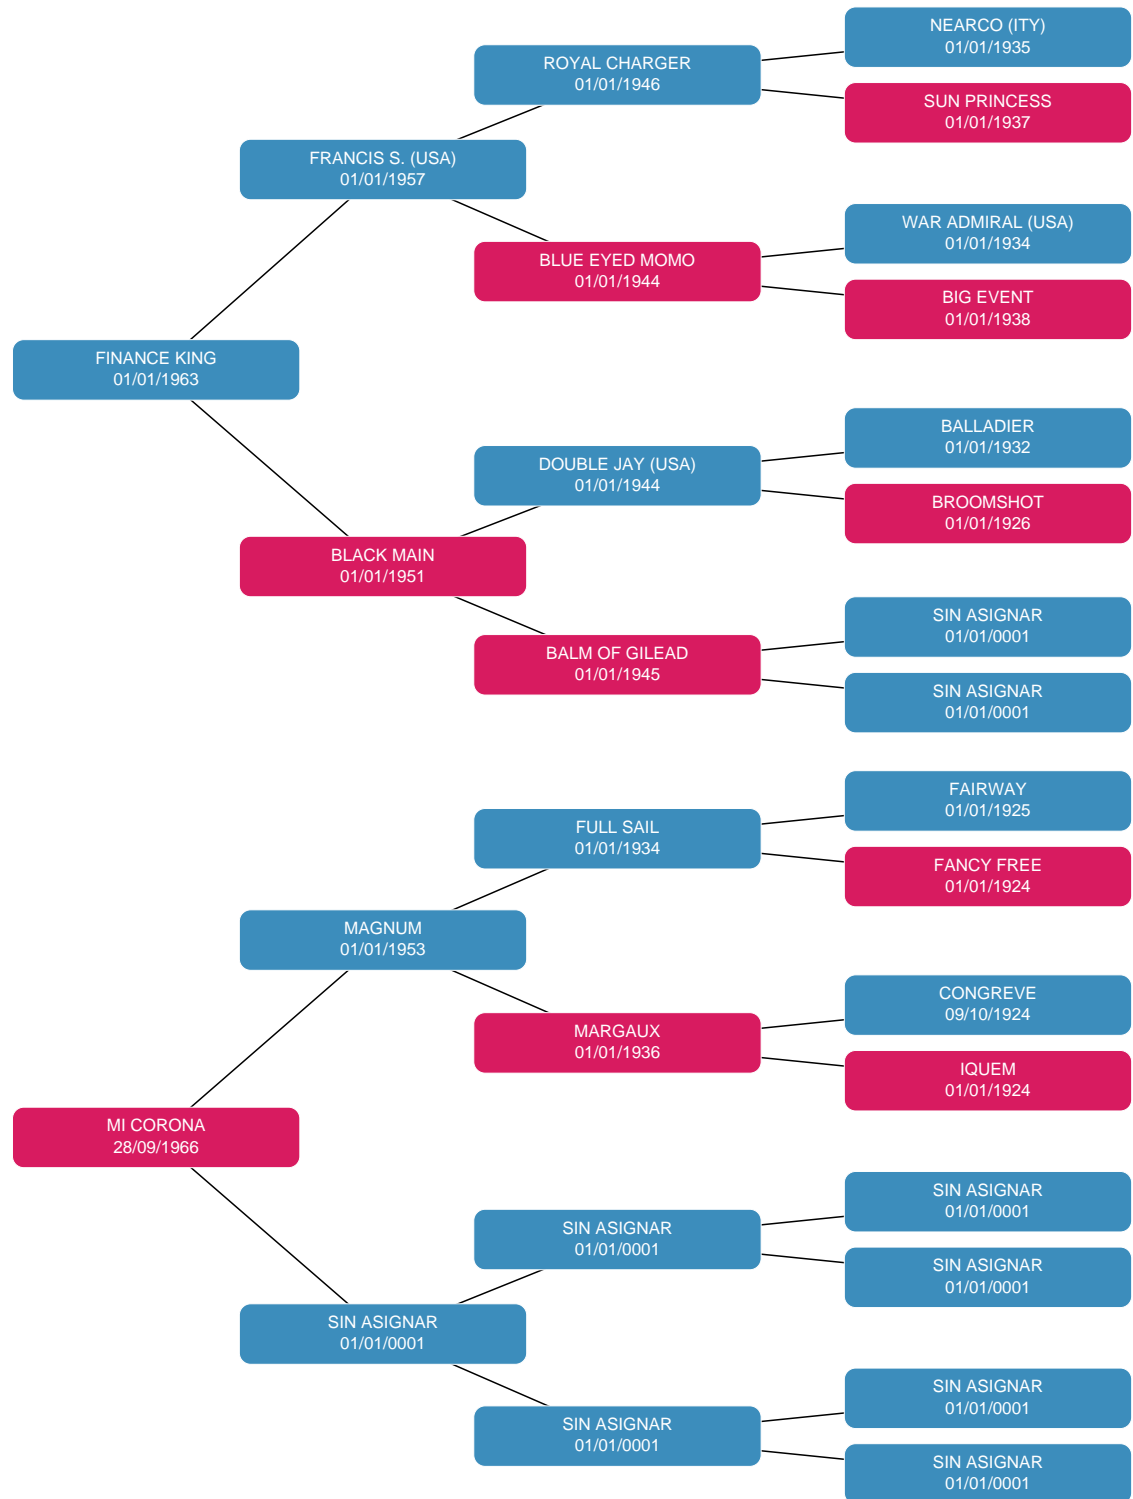 NEARCO (ITY)
01/01/1935
ROYAL CHARGER
01/01/1946
SUN PRINCESS
01/01/1937
FRANCIS S. (USA)
01/01/1957
WAR ADMIRAL (USA)
01/01/1934
BLUE EYED MOMO
01/01/1944
BIG EVENT
01/01/1938
FINANCE KING
01/01/1963
BALLADIER
01/01/1932
DOUBLE JAY (USA)
01/01/1944
BROOMSHOT
01/01/1926
BLACK MAIN
01/01/1951
SIN ASIGNAR
01/01/0001
BALM OF GILEAD
01/01/1945
SIN ASIGNAR
01/01/0001
FAIRWAY
01/01/1925
FULL SAIL
01/01/1934
FANCY FREE
01/01/1924
MAGNUM
01/01/1953
CONGREVE
09/10/1924
MARGAUX
01/01/1936
IQUEM
01/01/1924
MI CORONA
28/09/1966
SIN ASIGNAR
01/01/0001
SIN ASIGNAR
01/01/0001
SIN ASIGNAR
01/01/0001
SIN ASIGNAR
01/01/0001
SIN ASIGNAR
01/01/0001
SIN ASIGNAR
01/01/0001
SIN ASIGNAR
01/01/0001